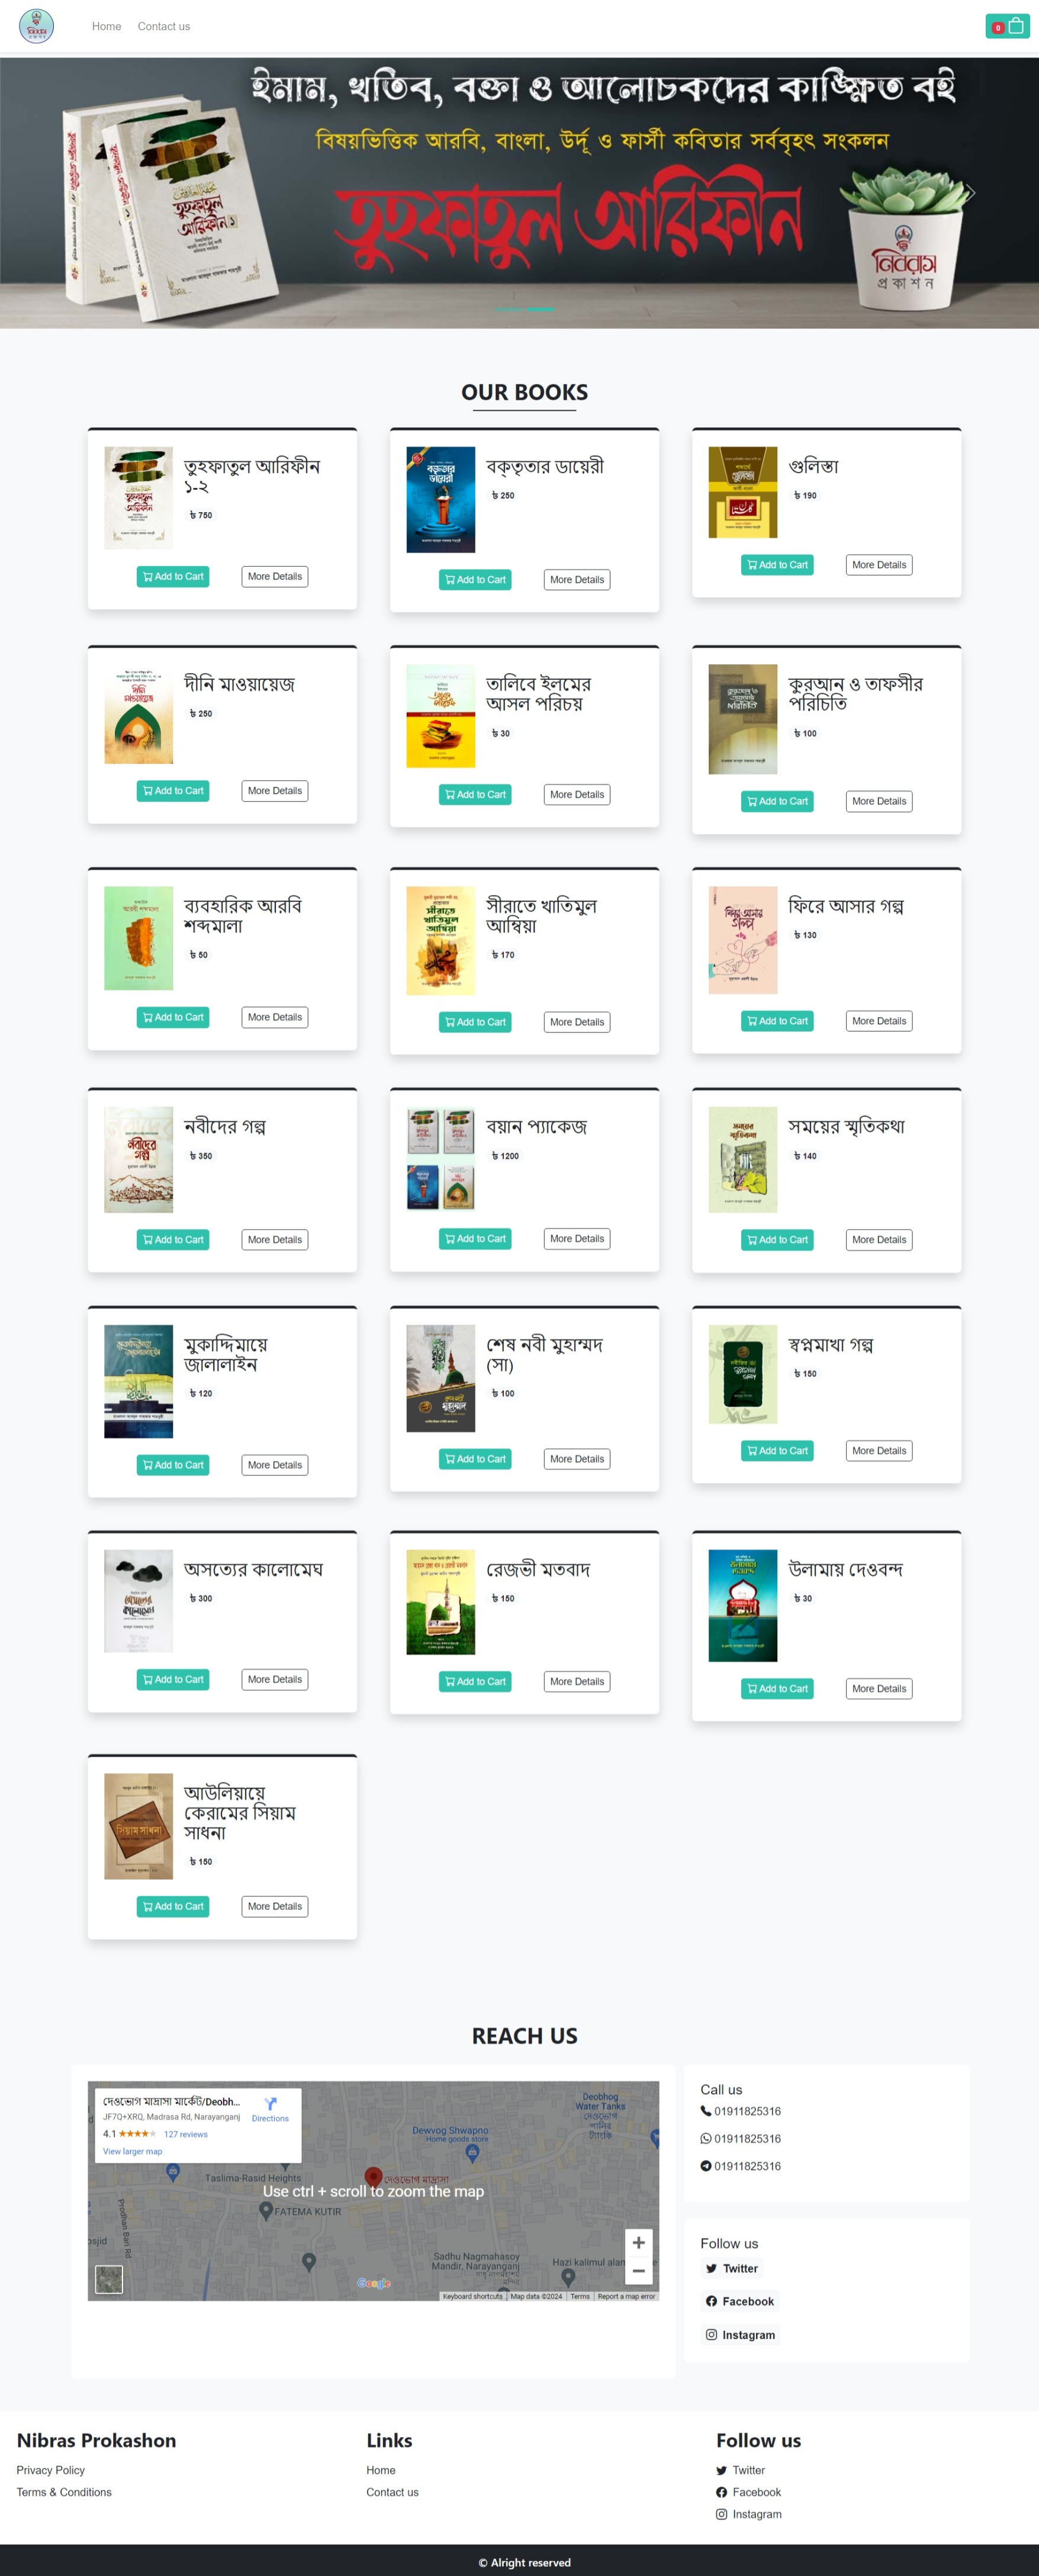 Home
Contact us
0
ইমাম, খতিব, বক্তা ও আলোচকদের কাঙ্ক্ষিত বই
বিষয়ভিত্তিক আরবি, বাংলা, উর্দূ ও ফার্সী কবিতার সর্ববৃহৎ সংকলন
তুহফাতুল আরিফীন
নিবরাস
প্রকাশন
OUR BOOKS
তুহফাতুল আরিফীন
১-২
৳ 750
Add to Cart
More Details
বক্তৃতার ডায়েরী
৳ 250
Add to Cart
More Details
গুলিস্তা
৳ 190
Add to Cart
More Details
দীনি মাওয়ায়েজ
৳ 250
Add to Cart
More Details
তালিবে ইলমের
আসল পরিচয়
৳ 30
Add to Cart
More Details
কুরআন ও তাফসীর
পরিচিতি
৳ 100
Add to Cart
More Details
ব্যবহারিক আরবি
শব্দমালা
৳ 50
Add to Cart
More Details
সীরাতে খাতিমুল
আম্বিয়া
৳ 170
Add to Cart
More Details
ফিরে আসার গল্প
৳ 130
Add to Cart
More Details
নবীদের গল্প
৳ 350
Add to Cart
More Details
বয়ান প্যাকেজ
৳ 1200
Add to Cart
More Details
সময়ের স্মৃতিকথা
৳ 140
Add to Cart
More Details
মুকাদ্দিমায়ে
জালালাইন
৳ 120
Add to Cart
More Details
শেষ নবী মুহাম্মদ
(সা)
৳ 100
Add to Cart
More Details
স্বপ্নমাখা গল্প
৳ 150
Add to Cart
More Details
অসত্যের কালোমেঘ
৳ 300
Add to Cart
More Details
রেজভী মতবাদ
৳ 150
Add to Cart
More Details
উলামায় দেওবন্দ
৳ 30
Add to Cart
More Details
আউলিয়ায়ে
কেরামের সিয়াম
সাধনা
৳ 150
Add to Cart
More Details
REACH US
দেওভোগ মাদ্রাসা মার্কেট/Deobh...
JF7Q+XRQ, Madrasa Rd, Narayanganj
4.1
127 reviews
View larger map
Directions
Deobhog
Water Tanks
দেওভোগ
পানির
ট্যাংকি
Dewvog Shwapno
Home goods store
Taslima-Rasid Heights
দেওভোগ মাদ্রাসা
Use ctrl + scroll to zoom the map
FATEMA KUTIR
Prodhan Bari Rd
osjid
Sadhu Nagmahasoy
Mandir, Narayanganj
Hazi kalimul alam
Google
Keyboard shortcuts
Map data ©2024
Terms
Report a map error
Call us
01911825316
01911825316
01911825316
Follow us
Twitter
Facebook
Instagram
Nibras Prokashon
Privacy Policy
Terms & Conditions
Links
Home
Contact us
Follow us
Twitter
Facebook
Instagram
© Alright reserved